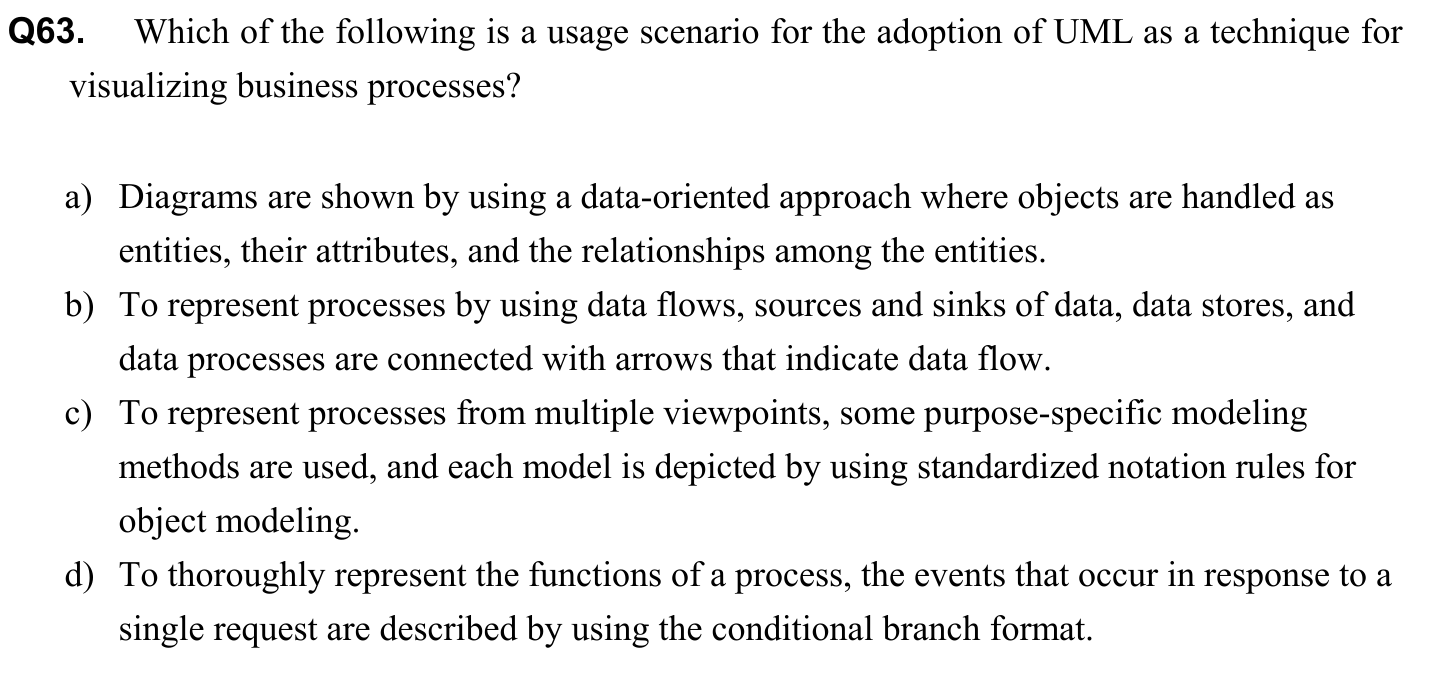 Q63. Which of the following is a usage scenario for the adoption of UML as a technique for
visualizing business processes?
a) Diagrams are shown by using a data-oriented approach where objects are handled as
entities, their attributes, and the relationships among the entities.
b) To represent processes by using data flows, sources and sinks of data, data stores, and
data processes are connected with arrows that indicate data flow.
c) To represent processes from multiple viewpoints, some purpose-specific modeling
methods are used, and each model is depicted by using standardized notation rules for
object modeling.
d) To thoroughly represent the functions of a process, the events that occur in response to a
single request are described by using the conditional branch format.